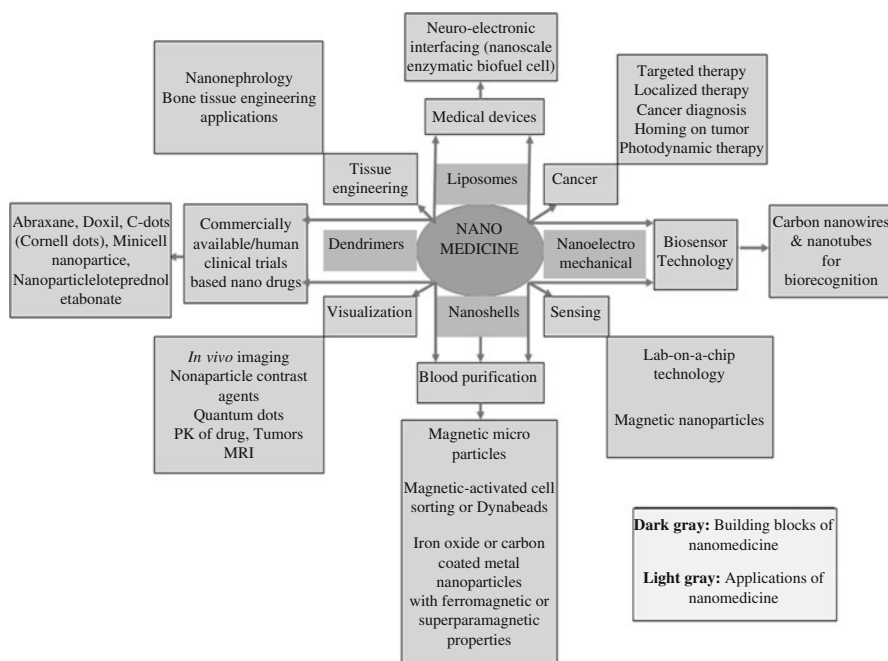 Neuro-electronic
interfacing (nanoscale
enzymatic biofuel cell)
Nanonephrology
Bone tissue engineering
applications
Targeted therapy
Localized therapy
Cancer diagnosis
Homing on tumor
Photodynamic therapy
Medical devices
Tissue
engineering
Liposomes
Cancer
Abraxane, Doxil, C-dots
(Cornell dots), Minicell
nanopartice,
Nanoparticleloteprednol
etabonate
Commercially
available/human
clinical trials
based nano drugs
Dendrimers
NANO
MEDICINE
Nanoelectro
mechanical
Biosensor
Technology
Carbon nanowires
& nanotubes
for
biorecognition
Visualization
Nanoshells
Sensing
In vivo imaging
Nonaparticle contrast
agents
Quantum dots
PK of drug, Tumors
MRI
Blood purification
Lab-on-a-chip
technology
Magnetic nanoparticles
Magnetic micro
particles
Magnetic-activated cell
sorting or Dynabeads
Iron oxide or carbon
coated metal
nanoparticles
with ferromagnetic or
superparamagnetic
properties
Dark gray: Building blocks of
nanomedicine
Light gray: Applications of
nanomedicine